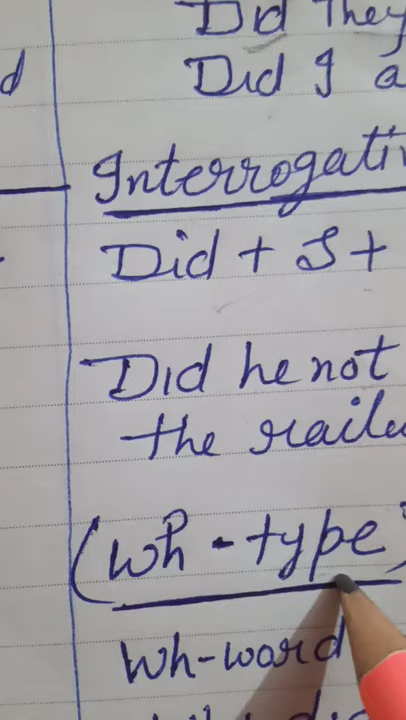 d
Did They
Did I a
Interrogati
Did + S +
Did he not
the raile
(Wh - type)
Wh-word